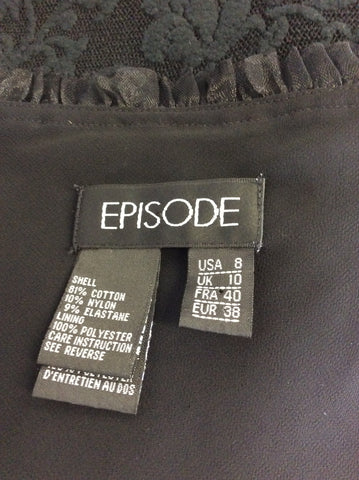 EPISODE
USA 8
UK 10
FRA 40
EUR 38
SHELL
81% COTTON
10% NYLON
9% ELASTANE
LINING
100% POLYESTER
CARE INSTRUCTION
SEE REVERSE
D'ENTRETIEN AU DOS